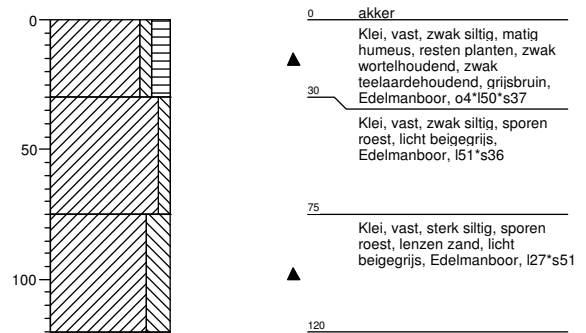 0
50
100
0 akker
Klei, vast, zwak siltig, matig
humeus, resten planten, zwak
wortelhoudend, zwak
teelaardehoudend, grijsbruin,
Edelmanboor, o4*l50*s37
30
Klei, vast, zwak siltig, sporen
roest, licht beigegrijs,
Edelmanboor, l51*s36
75
Klei, vast, sterk siltig, sporen
roest, lenzen zand, licht
beigegrijs, Edelmanboor, l27*s51
120